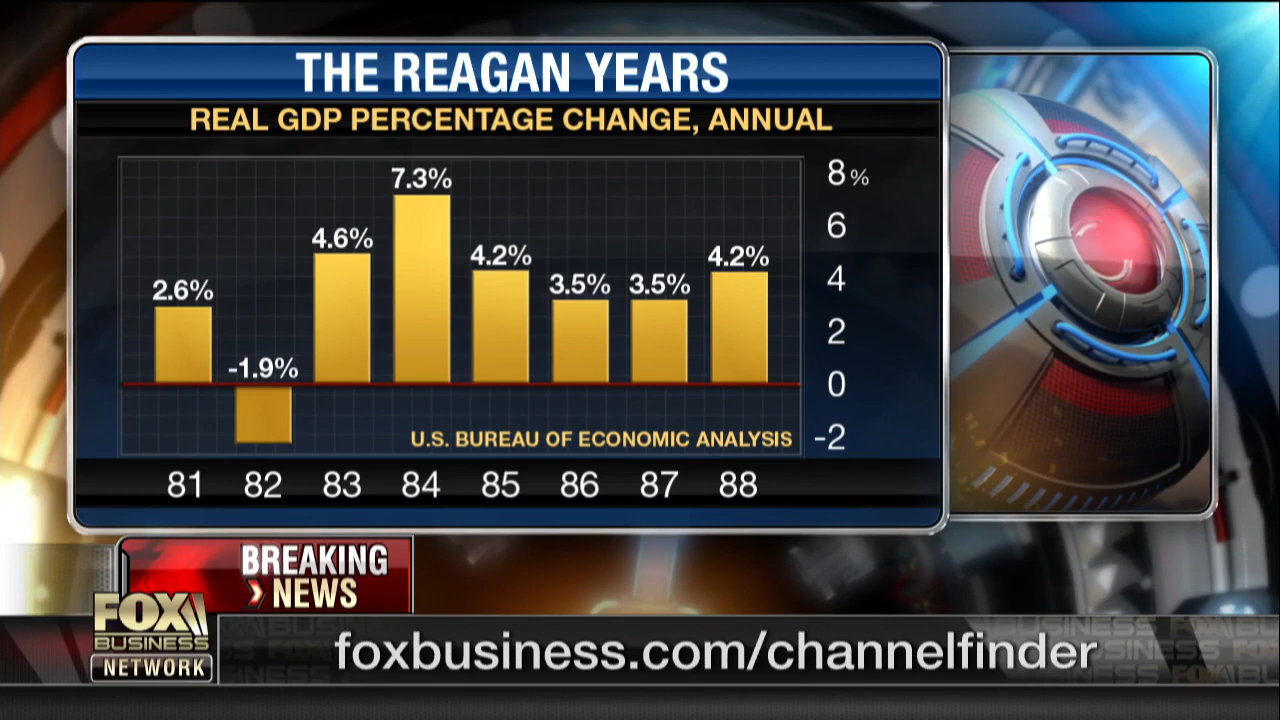 THE REAGAN YEARS
REAL GDP PERCENTAGE CHANGE, ANNUAL
2.6% -1.9% 4.6% 7.3% 4.2% 3.5% 3.5% 4.2%
8%
6
4
2
0
-2
U.S. BUREAU OF ECONOMIC ANALYSIS
81 82 83 84 85 86 87 88
BREAKING
NEWS
FOX
BUSINESS
NETWORK
foxbusiness.com/channelfinder